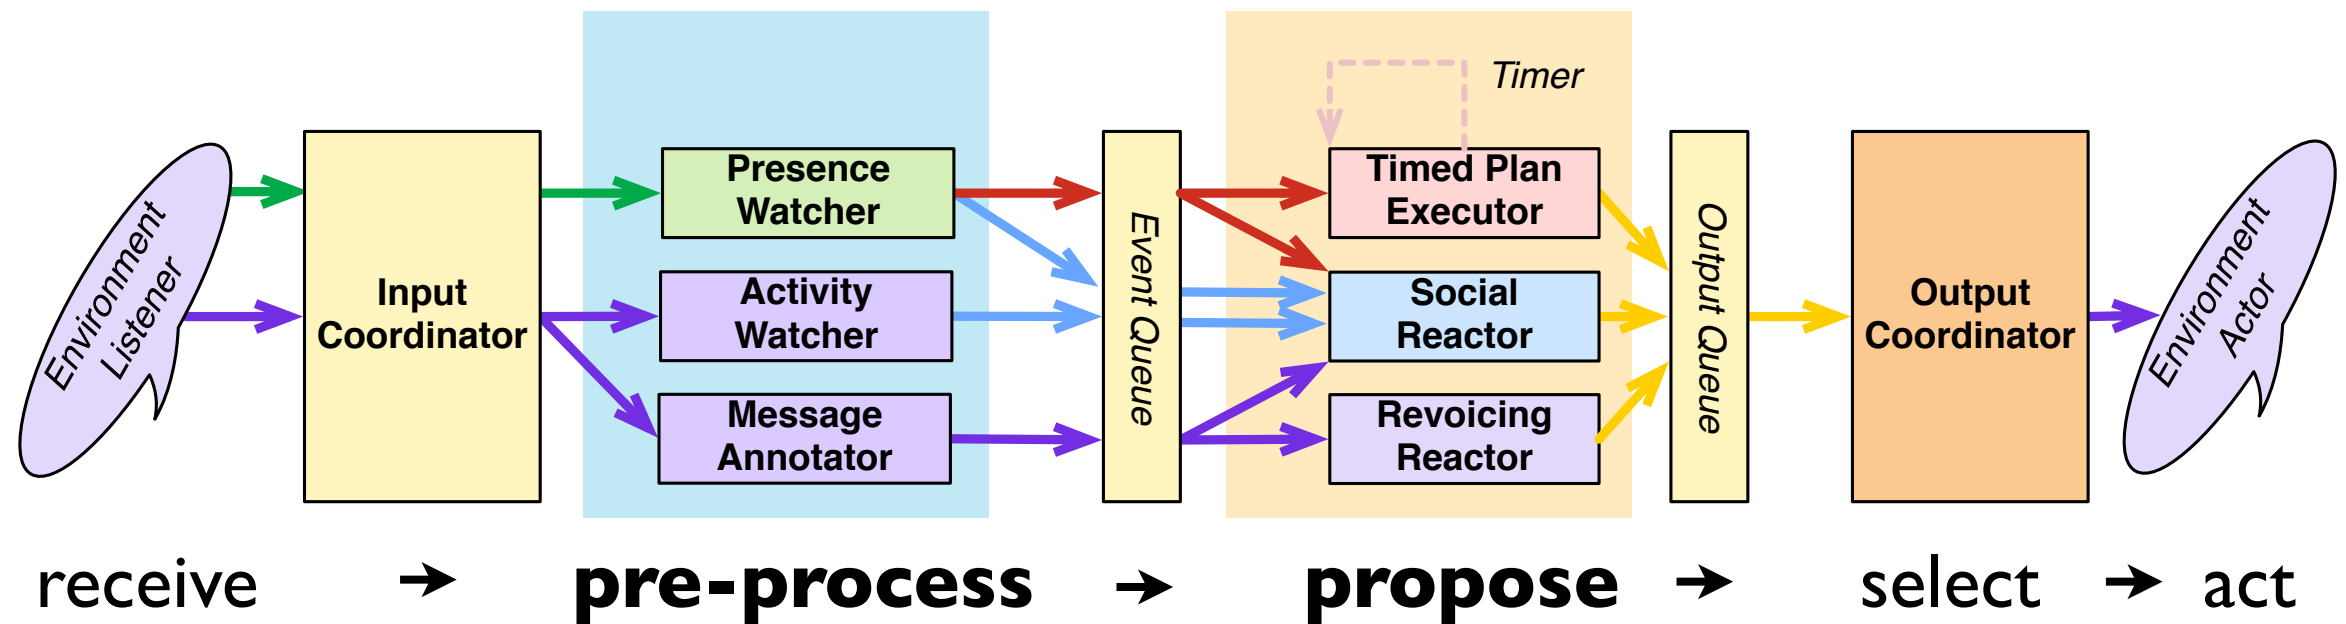 Environment
Listener
Input
Coordinator
Presence
Watcher
Activity
Watcher
Message
Annotator
Event Queue
Timer
Timed Plan
Executor
Social
Reactor
Revoicing
Reactor
Output Queue
Output
Coordinator
Environment
Actor
receive → pre-process → propose → select → act